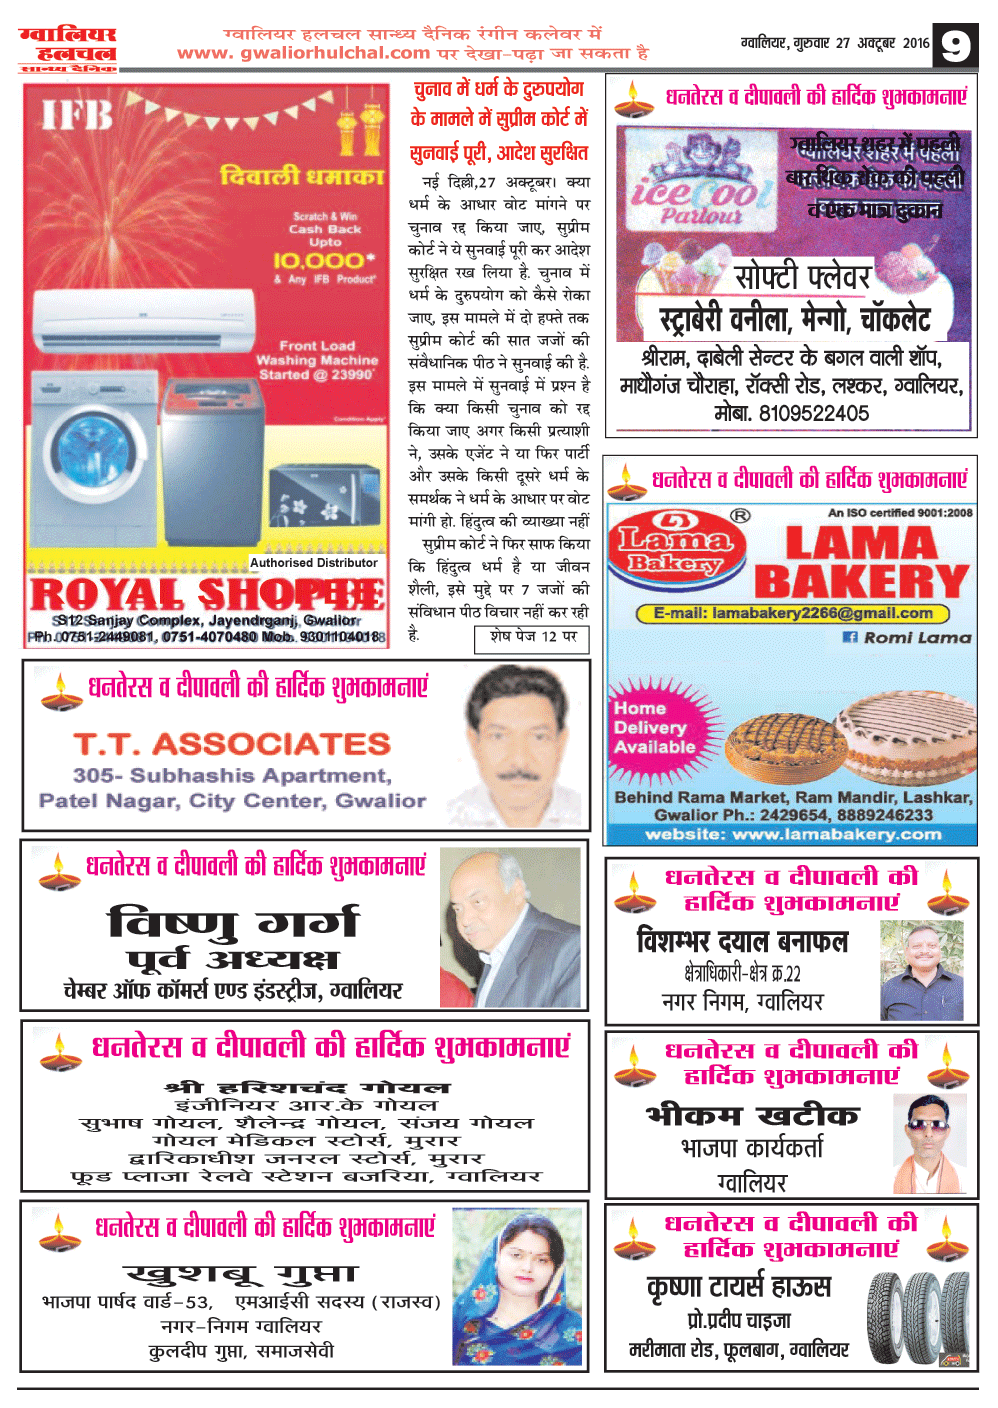 ग्वालियर
हलचल
सान्ध्य दैनिक
ग्वालियर हलचल सान्ध्य दैनिक रंगीन कलेवर में
www. gwaliorhulchal.com पर देखा-पढ़ा जा सकता है
ग्वालियर, गुरुवार 27 अक्टूबर 2016
9
IFB
दिवाली धमाका
Scratch & Win
Cash Back
Upto
10,000*
& Any IFB Product*
Front Load
Washing Machine
Started @ 23990*
Condition Apply*
Authorised Distributor
ROYAL SHOPEE
S12 Sanjay Complex, Jayendrganj, Gwalior
Ph. 0751-2449081, 0751-4070480 Mob. 9301104018
चुनाव में धर्म के दुरुपयोग
के मामले में सुप्रीम कोर्ट में
सुनवाई पूरी, आदेश सुरक्षित
नई दिल्ली,27 अक्टूबर। क्या
धर्म के आधार वोट मांगने पर
चुनाव रद्द किया जाए, सुप्रीम
कोर्ट ने ये सुनवाई पूरी कर आदेश
सुरक्षित रख लिया है. चुनाव में
धर्म के दुरुपयोग को कैसे रोका
जाए, इस मामले में दो हफ्ते तक
सुप्रीम कोर्ट की सात जजों की
संवैधानिक पीठ ने सुनवाई की है.
इस मामले में सुनवाई में प्रश्न है
कि क्या किसी चुनाव को रद्द
किया जाए अगर किसी प्रत्याशी
ने, उसके एजेंट ने या फिर पार्टी
और उसके किसी दूसरे धर्म के
समर्थक ने धर्म के आधार पर वोट
मांगी हो. हिंदुत्व की व्याख्या नहीं
सुप्रीम कोर्ट ने फिर साफ किया
कि हिंदुत्व धर्म है या जीवन
शैली, इसे मुद्दे पर 7 जजों की
संविधान पीठ विचार नहीं कर रही
है.
शेष पेज 12 पर
धनतेरस व दीपावली की हार्दिक शुभकामनाएं
ग्वालियर शहर में पहली
बार थिक शेक की पहली
व एक मात्र दुकान
iceCool
Parlour
सोफ्टी फ्लेवर
स्ट्राबेरी वनीला, मेन्गो, चॉकलेट
श्रीराम, दाबेली सेन्टर के बगल वाली शॉप,
माधौगंज चौराहा, रॉक्सी रोड, लश्कर, ग्वालियर,
मोबा. 8109522405
धनतेरस व दीपावली की हार्दिक शुभकामनाएं
An ISO certified 9001:2008
Lama
Bakery
®
LAMA
BAKERY
E-mail: lamabakery2266@gmail.com
Romi Lama
Home
Delivery
Available
Behind Rama Market, Ram Mandir, Lashkar,
Gwalior Ph.: 2429654, 8889246233
website: www.lamabakery.com
धनतेरस व दीपावली की हार्दिक शुभकामनाएं
T.T. ASSOCIATES
305- Subhashis Apartment,
Patel Nagar, City Center, Gwalior
धनतेरस व दीपावली की हार्दिक शुभकामनाएं
विष्णु गर्ग
पूर्व अध्यक्ष
चेम्बर ऑफ कॉमर्स एण्ड इंडस्ट्रीज, ग्वालियर
धनतेरस व दीपावली की हार्दिक शुभकामनाएं
श्री हरिशचंद गोयल
इंजीनियर आर.के गोयल
सुभाष गोयल, शैलेन्द्र गोयल, संजय गोयल
गोयल मेडिकल स्टोर्स, मुरार
द्वारिकाधीश जनरल स्टोर्स, मुरार
फूड प्लाजा रेलवे स्टेशन बजरिया, ग्वालियर
धनतेरस व दीपावली की हार्दिक शुभकामनाएं
खुशबू गुप्ता
भाजपा पार्षद वार्ड-53, एमआईसी सदस्य (राजस्व)
नगर-निगम ग्वालियर
कुलदीप गुप्ता, समाजसेवी
धनतेरस व दीपावली की
हार्दिक शुभकामनाएं
विशम्भर दयाल बनाफल
क्षेत्राधिकारी-क्षेत्र क्र.22
नगर निगम, ग्वालियर
धनतेरस व दीपावली की
हार्दिक शुभकामनाएं
भीकम खटीक
भाजपा कार्यकर्ता
ग्वालियर
धनतेरस व दीपावली की
हार्दिक शुभकामनाएं
कृष्णा टायर्स हाऊस
प्रो.प्रदीप चाइजा
मरीमाता रोड, फूलबाग, ग्वालियर